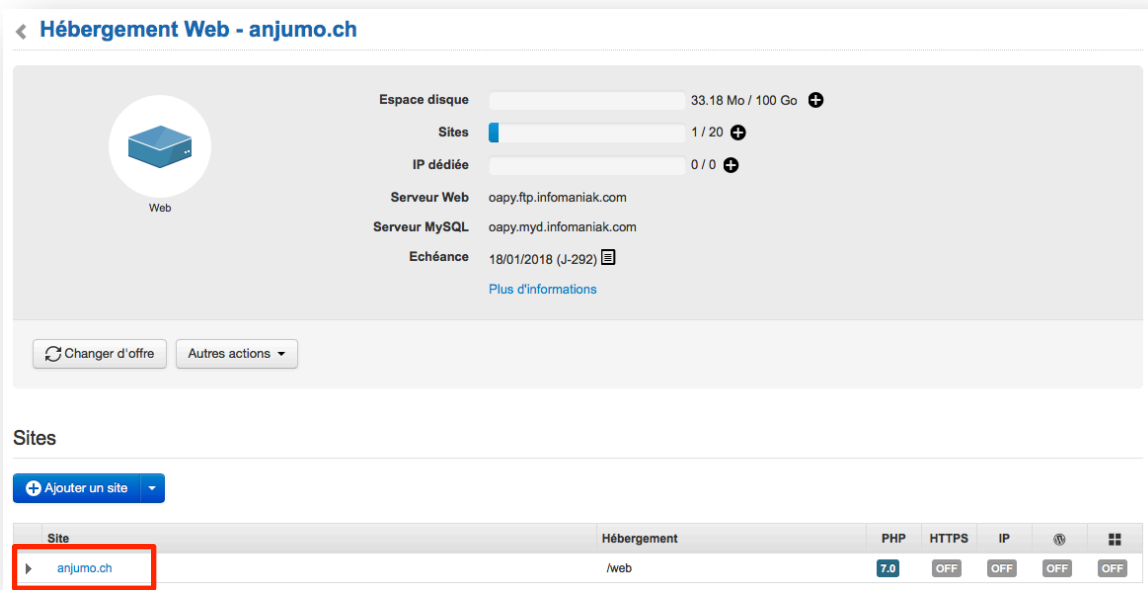 Hébergement Web - anjumo.ch
Espace disque 33.18 Mo / 100 Go
Sites 1 / 20
IP dédiée 0 / 0
Web
Serveur Web oapy.ftp.infomaniak.com
Serveur MySQL oapy.myd.infomaniak.com
Echéance 18/01/2018 (J-292)
Plus d'informations
Changer d'offre Autres actions
Sites
Ajouter un site
Site Hébergement PHP HTTPS IP
anjumo.ch /web 7.0 OFF OFF OFF OFF